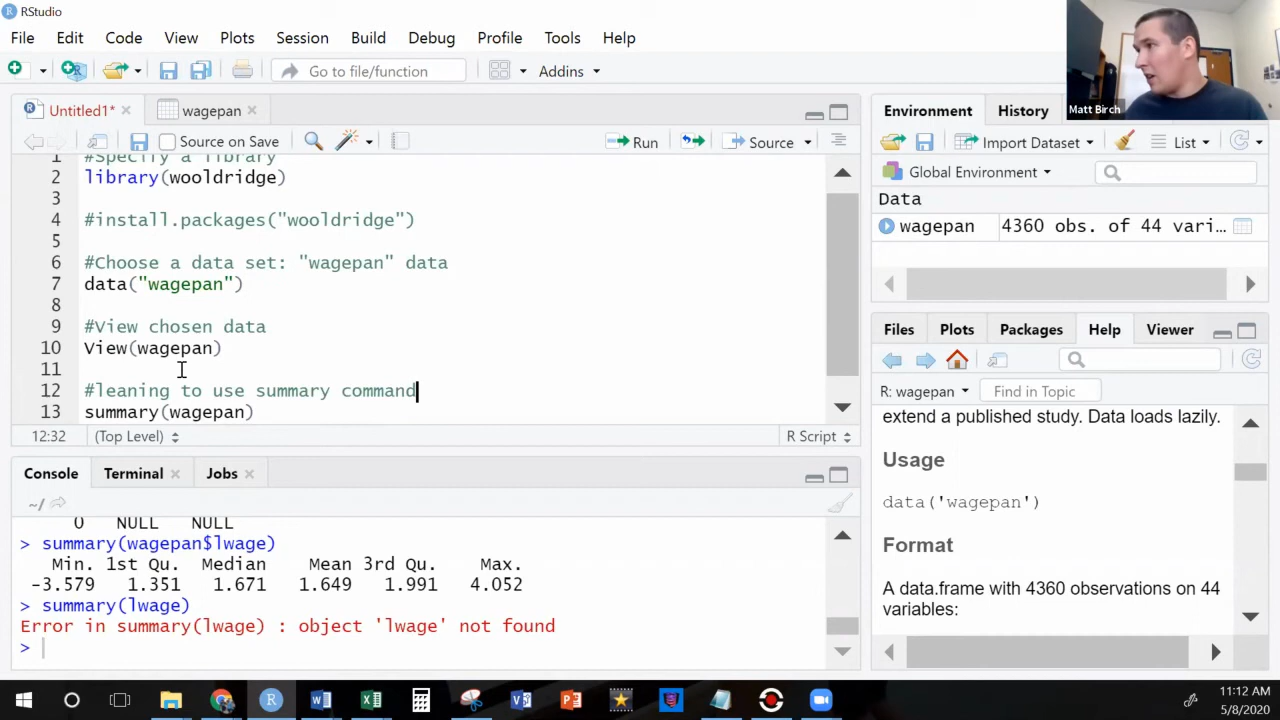 RStudio
File Edit Code View Plots Session Build Debug Profile Tools Help
Go to file/function Addins
Matt Birch
Untitled1* wagepan
Source on Save Run Source
1 #Specify a library
2 library(wooldridge)
3
4 #install.packages("wooldridge")
5
6 #Choose a data set: "wagepan" data
7 data("wagepan")
8
9 #View chosen data
10 View(wagepan)
11
12 #leaning to use summary command
13 summary(wagepan)
12:32 (Top Level) R Script
Console Terminal Jobs
~/
0 NULL NULL
> summary(wagepan$lwage)
Min. 1st Qu. Median Mean 3rd Qu. Max.
-3.579 1.351 1.671 1.649 1.991 4.052
> summary(lwage)
Error in summary(lwage) : object 'lwage' not found
>
Environment History
Import Dataset List
Global Environment
Data
wagepan 4360 obs. of 44 vari…
Files Plots Packages Help Viewer
R: wagepan Find in Topic
extend a published study. Data loads lazily.
Usage
data('wagepan')
Format
A data.frame with 4360 observations on 44
variables:
11:12 AM
5/8/2020